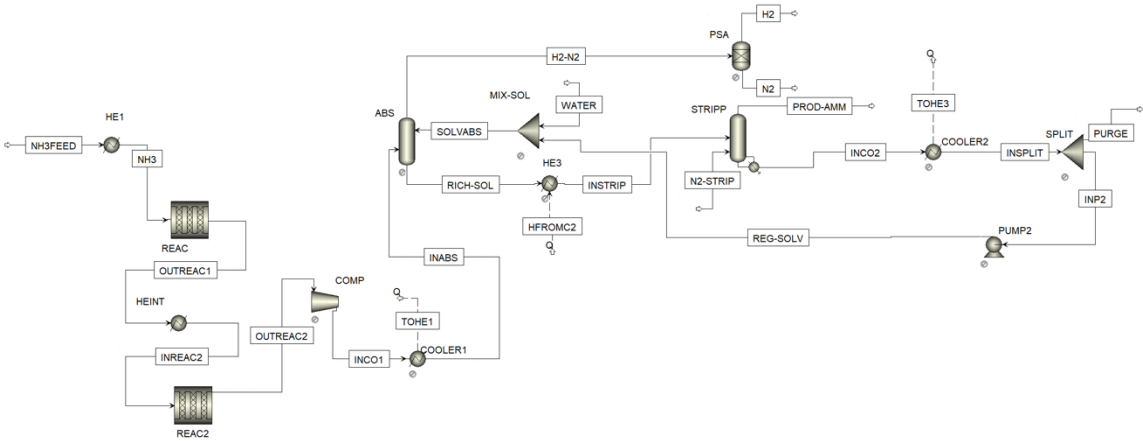 H2
PSA
Q
H2-N2
N2
HE1
ABS
MIX-SOL
WATER
STRIPP
PROD-AMM
TOHE3
SPLIT
PURGE
NH3FEED
NH3
SOLVABS
HE3
INCO2
COOLER2
INSPLIT
RICH-SOL
INSTRIP
N2-STRIP
INP2
REAC
HFROMC2
Q
REG-SOLV
PUMP2
OUTREAC1
INABS
HEINT
COMP
Q
OUTREAC2
TOHE1
INREAC2
INCO1
COOLER1
REAC2